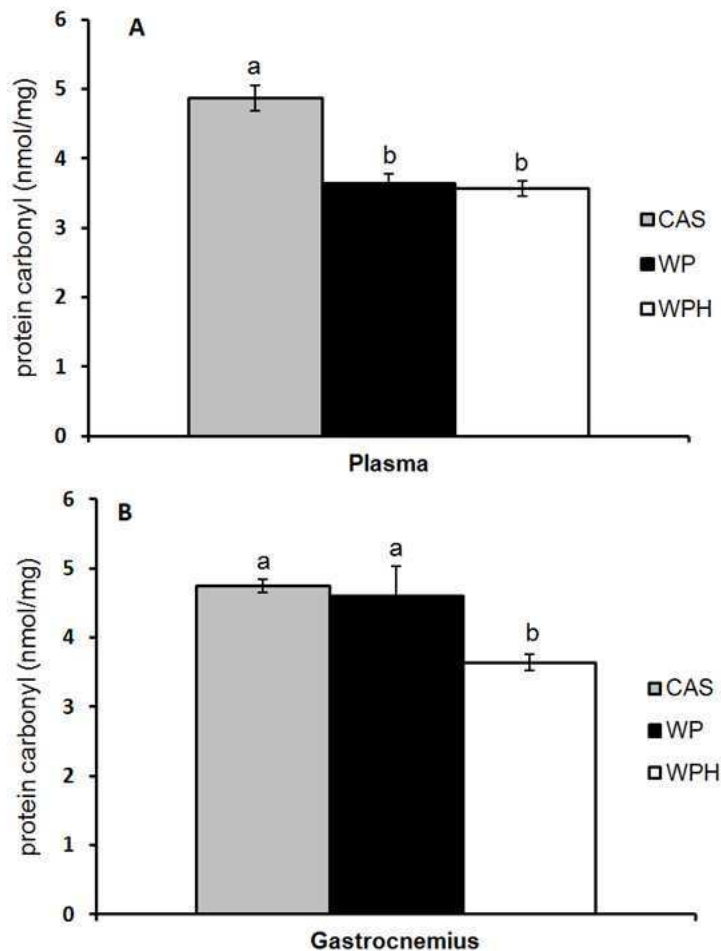 A
protein carbonyl (nmol/mg)
6
5
4
3
2
1
0
a
b
b
CAS
WP
WPH
Plasma
B
protein carbonyl (nmol/mg)
6
5
4
3
2
1
0
a
a
b
CAS
WP
WPH
Gastrocnemius